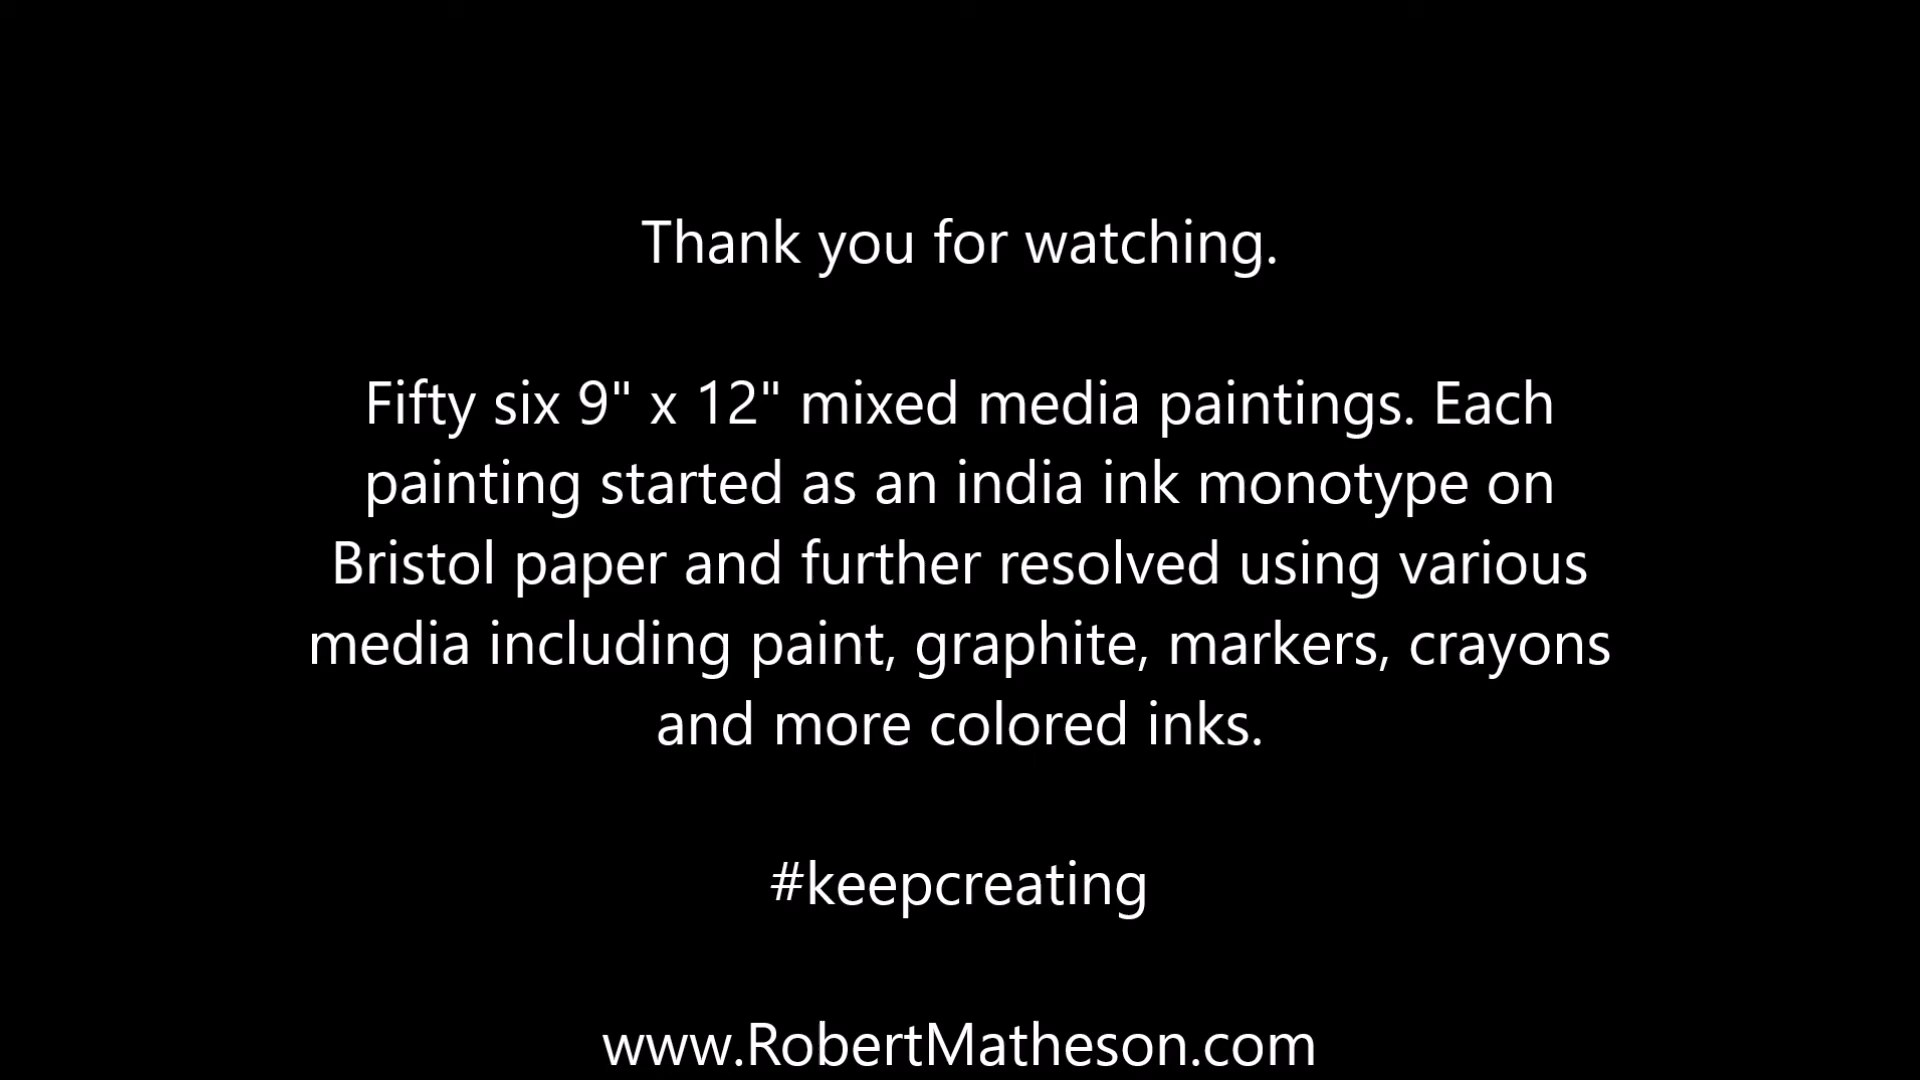 Thank you for watching.
Fifty six 9" x 12" mixed media paintings. Each
painting started as an india ink monotype on
Bristol paper and further resolved using various
media including paint, graphite, markers, crayons
and more colored inks.
#keepcreating
www.RobertMatheson.com